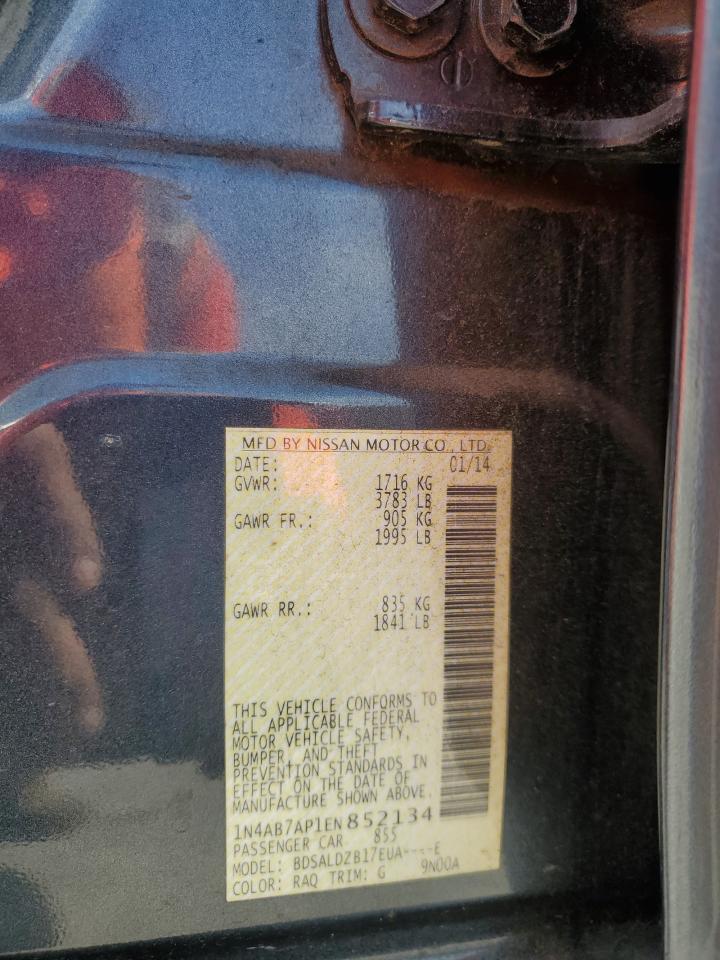 MFD BY NISSAN MOTOR CO., LTD.
DATE: 01/14
GVWR: 1716 KG
3783 LB
GAWR FR.: 905 KG
1995 LB
GAWR RR.: 835 KG
1841 LB
THIS VEHICLE CONFORMS TO
ALL APPLICABLE FEDERAL
MOTOR VEHICLE SAFETY,
BUMPER, AND THEFT
PREVENTION STANDARDS IN
EFFECT ON THE DATE OF
MANUFACTURE SHOWN ABOVE.
1N4AB7AP1EN852134
PASSENGER CAR 855
MODEL: BDSALDZB17EUA----E
COLOR: RAQ TRIM: G 9N00A